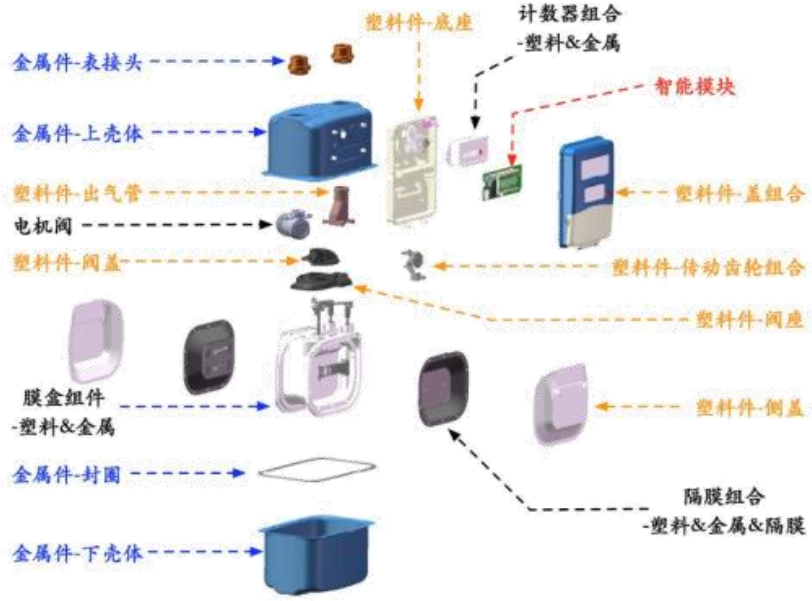 塑料件-底座
计数器组合
-塑料&金属
金属件-表接头
智能模块
金属件-上壳体
塑料件-出气管
塑料件-盖组合
电机阀
塑料件-阀盖
塑料件-传动齿轮组合
塑料件-阀座
膜盒组件
-塑料&金属
塑料件-侧盖
金属件-封圈
隔膜组合
-塑料&金属&隔膜
金属件-下壳体